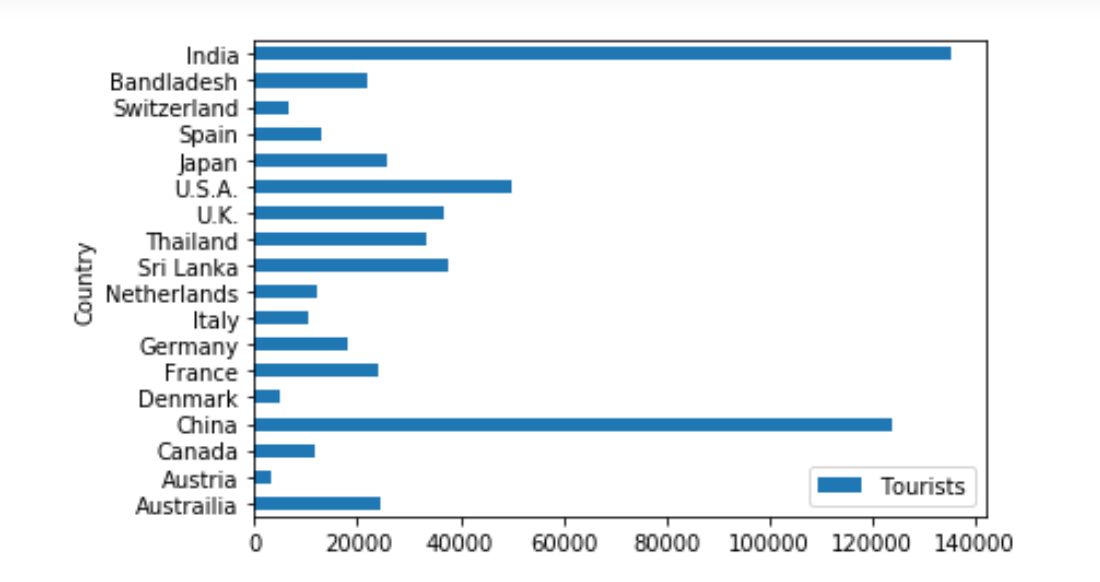 India
Bandladesh
Switzerland
Spain
Japan
U.S.A.
U.K.
Thailand
Sri Lanka
Netherlands
Italy
Germany
France
Denmark
China
Canada
Austria
Austrailia
Country
Tourists
0 20000 40000 60000 80000 100000 120000 140000